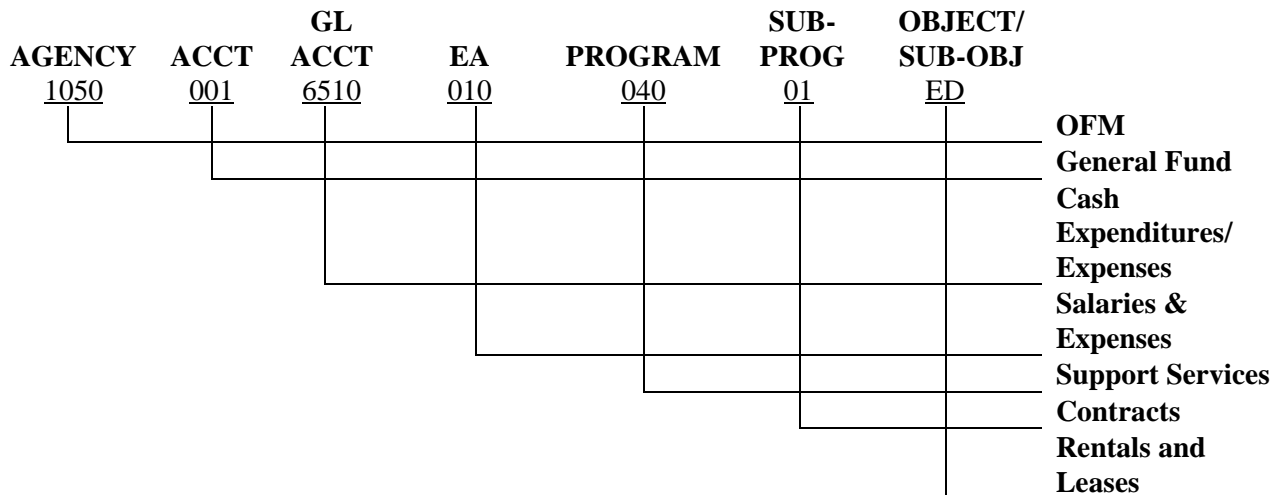 GL SUB- OBJECT/
AGENCY ACCT ACCT EA PROGRAM PROG SUB-OBJ
1050 001 6510 010 040 01 ED
OFM
General Fund
Cash
Expenditures/
Expenses
Salaries &
Expenses
Support Services
Contracts
Rentals and
Leases